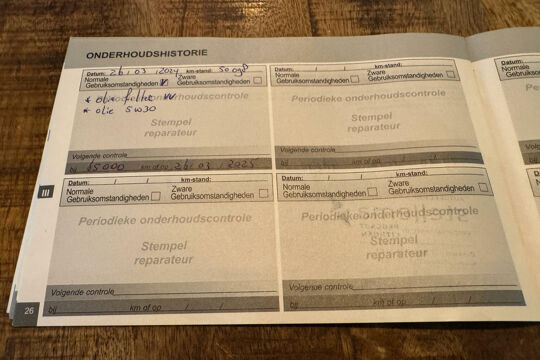 ONDERHOUDSHISTORIE
Datum: 26 / 03 / 2024 km-stand:
Normale Gebruiksomstandigheden
Zware Gebruiksomstandigheden
* olie filter
* olie 5w30
Periodieke onderhoudscontrole
Stempel
reparateur
Volgende controle
bij 65000 km of op 26 / 03 / 2025
Datum: / / km-stand:
Normale Gebruiksomstandigheden
Zware Gebruiksomstandigheden
Periodieke onderhoudscontrole
Stempel
reparateur
Volgende controle
bij km of op / /
III
Datum: / / km-stand:
Normale Gebruiksomstandigheden
Zware Gebruiksomstandigheden
Periodieke onderhoudscontrole
Stempel
reparateur
Volgende controle
bij km of op / /
Datum: / / km-stand:
Normale Gebruiksomstandigheden
Zware Gebruiksomstandigheden
Periodieke onderhoudscontrole
Stempel
reparateur
Volgende controle
bij km of op / /
26